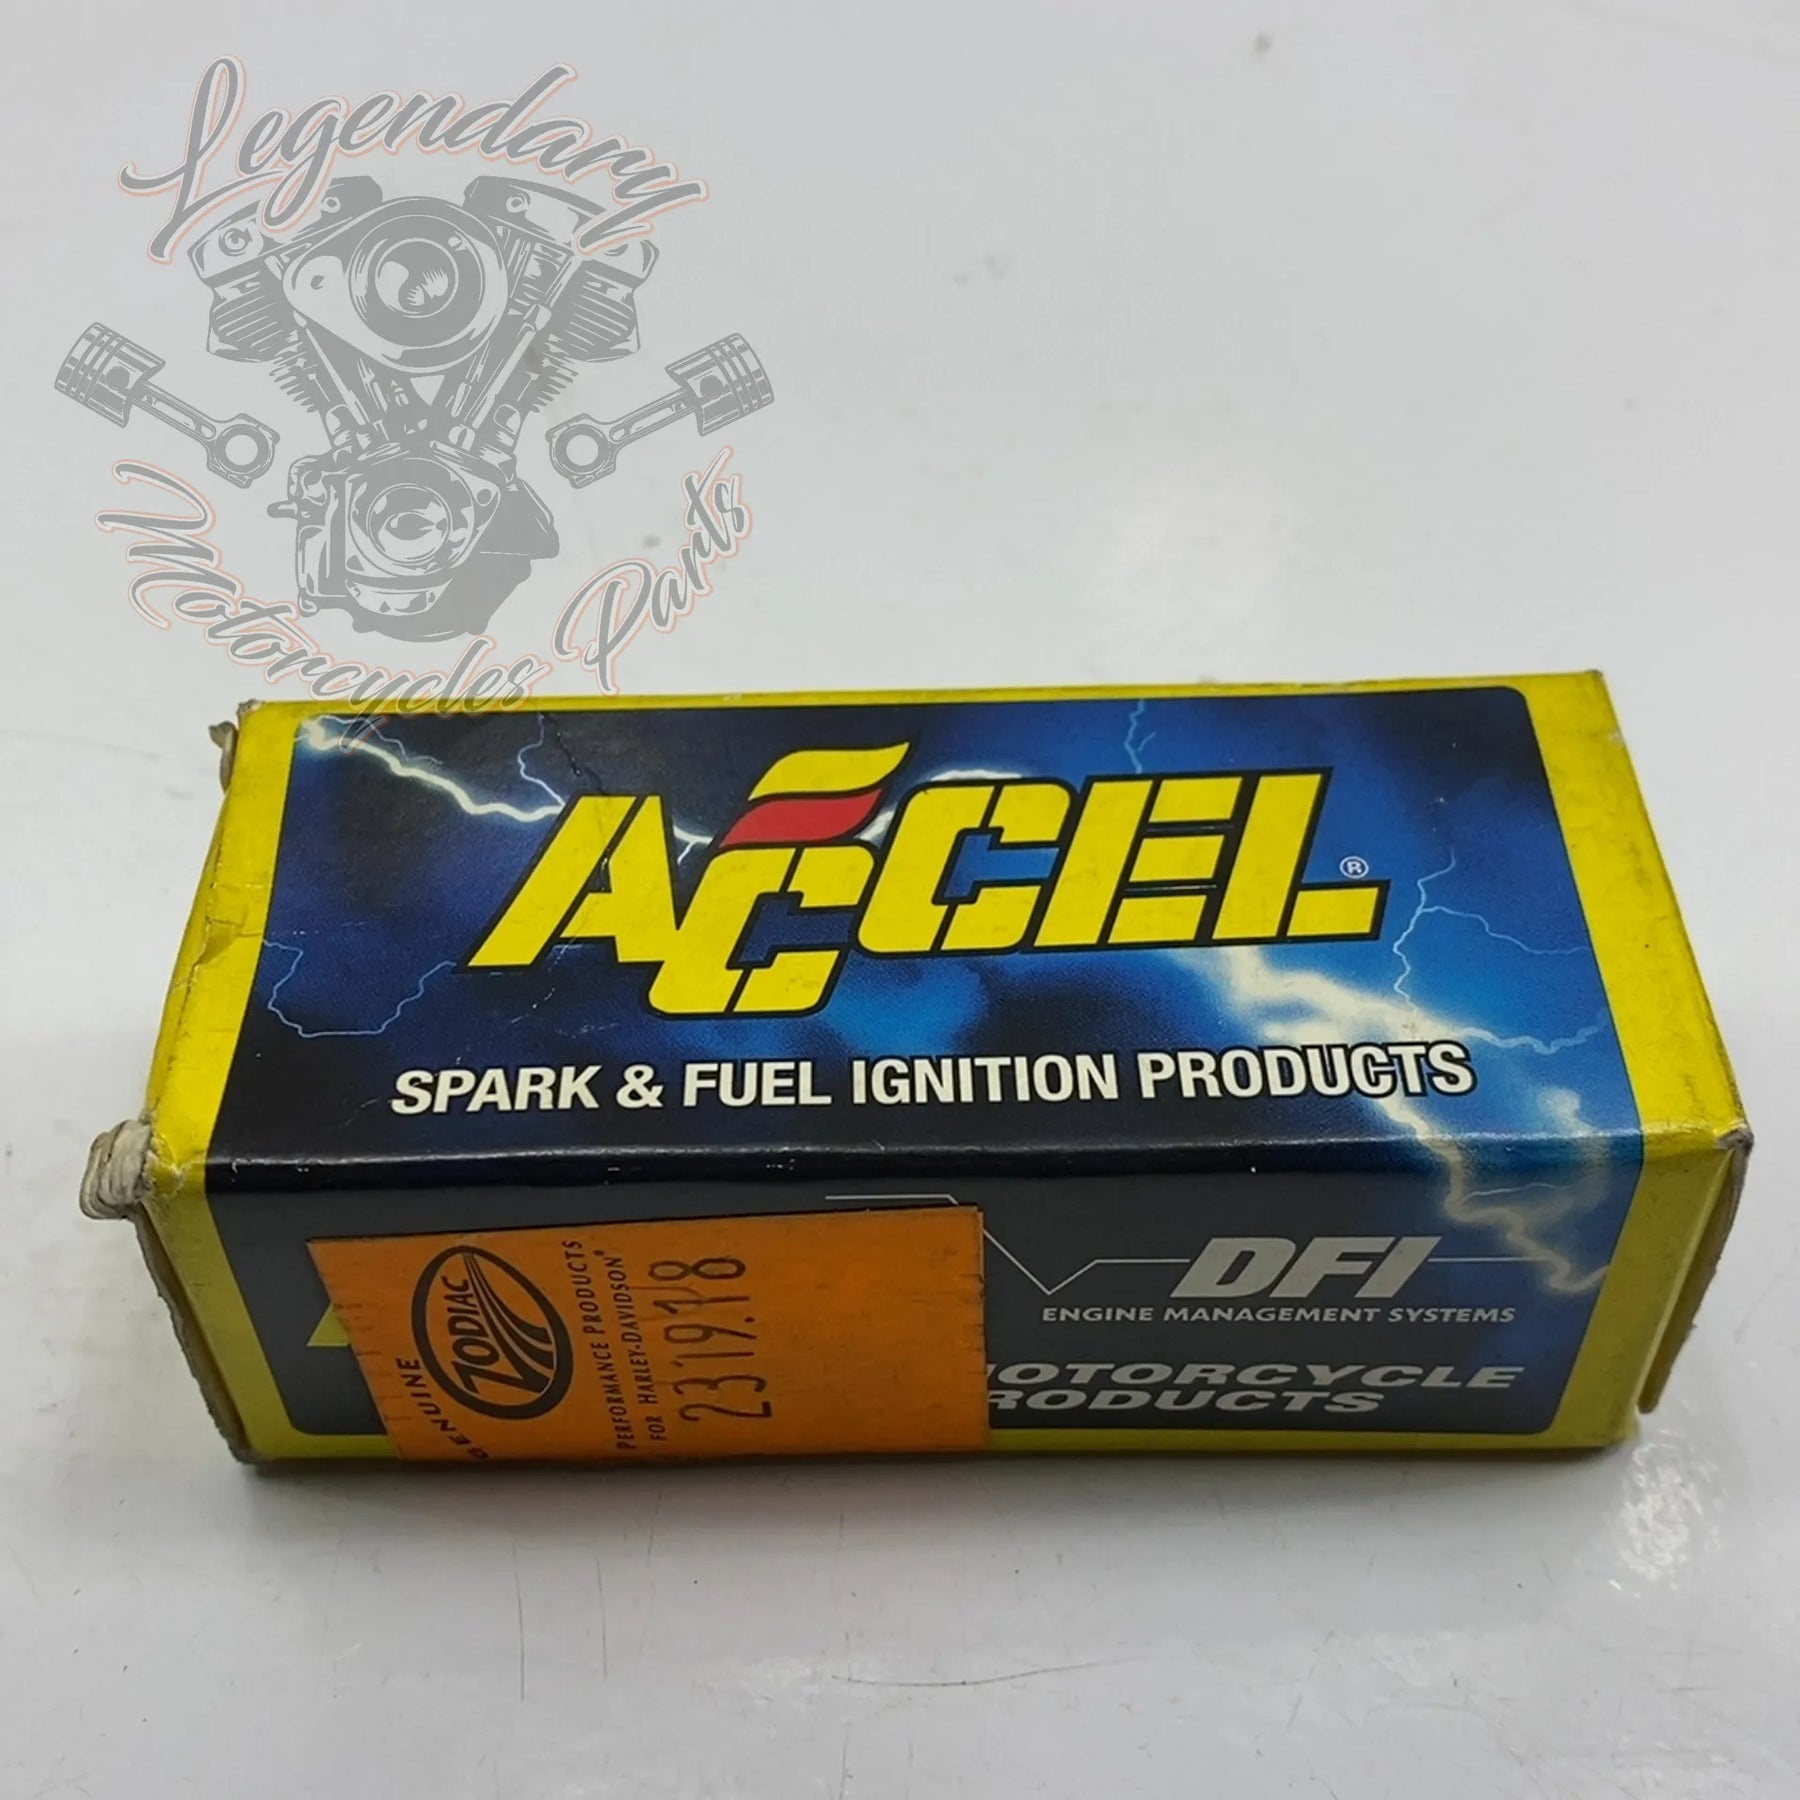 Legendary
Motorcycles Parts
ACCEL®
SPARK & FUEL IGNITION PRODUCTS
DFI
ENGINE MANAGEMENT SYSTEMS
OTORCYCLE
RODUCTS
GENUINE
ZODIAC
PERFORMANCE PRODUCTS
FOR HARLEY-DAVIDSON®